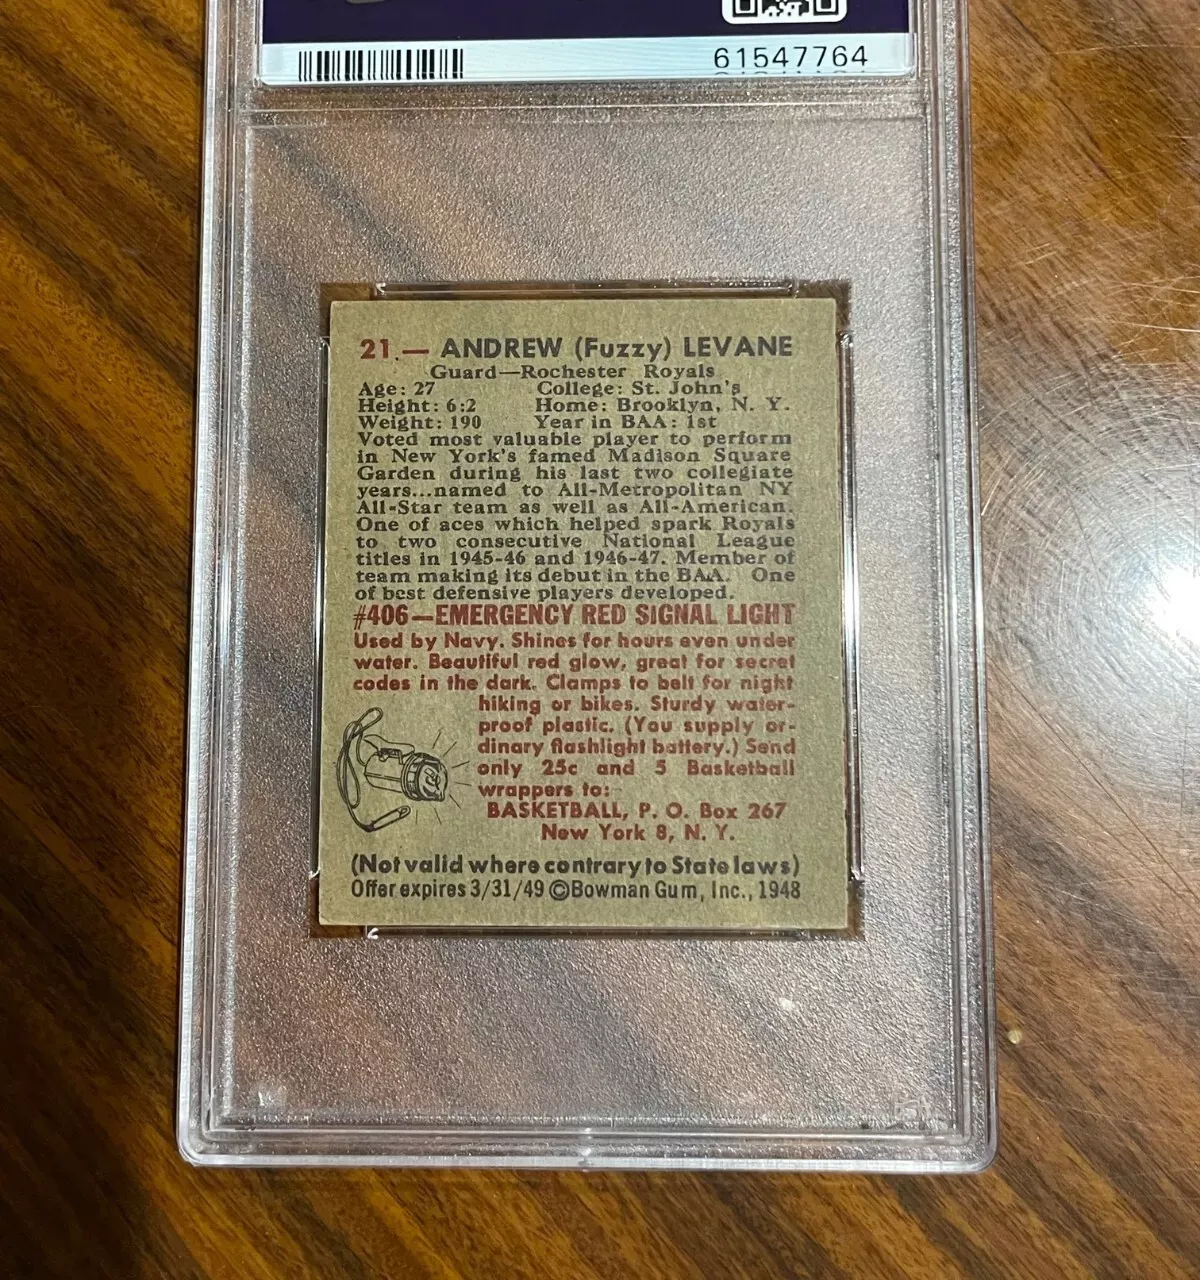 61547764
21.— ANDREW (Fuzzy) LEVANE
Guard—Rochester Royals
Age: 27 College: St. John's
Height: 6:2 Home: Brooklyn, N. Y.
Weight: 190 Year in BAA: 1st
Voted most valuable player to perform
in New York's famed Madison Square
Garden during his last two collegiate
years...named to All-Metropolitan NY
All-Star team as well as All-American.
One of aces which helped spark Royals
to two consecutive National League
titles in 1945-46 and 1946-47. Member of
team making its debut in the BAA. One
of best defensive players developed.
#406—EMERGENCY RED SIGNAL LIGHT
Used by Navy. Shines for hours even under
water. Beautiful red glow, great for secret
codes in the dark. Clamps to belt for night
hiking or bikes. Sturdy water-
proof plastic. (You supply or-
dinary flashlight battery.) Send
only 25c and 5 Basketball
wrappers to:
BASKETBALL, P. O. Box 267
New York 8, N. Y.
(Not valid where contrary to State laws)
Offer expires 3/31/49 ©Bowman Gum, Inc., 1948